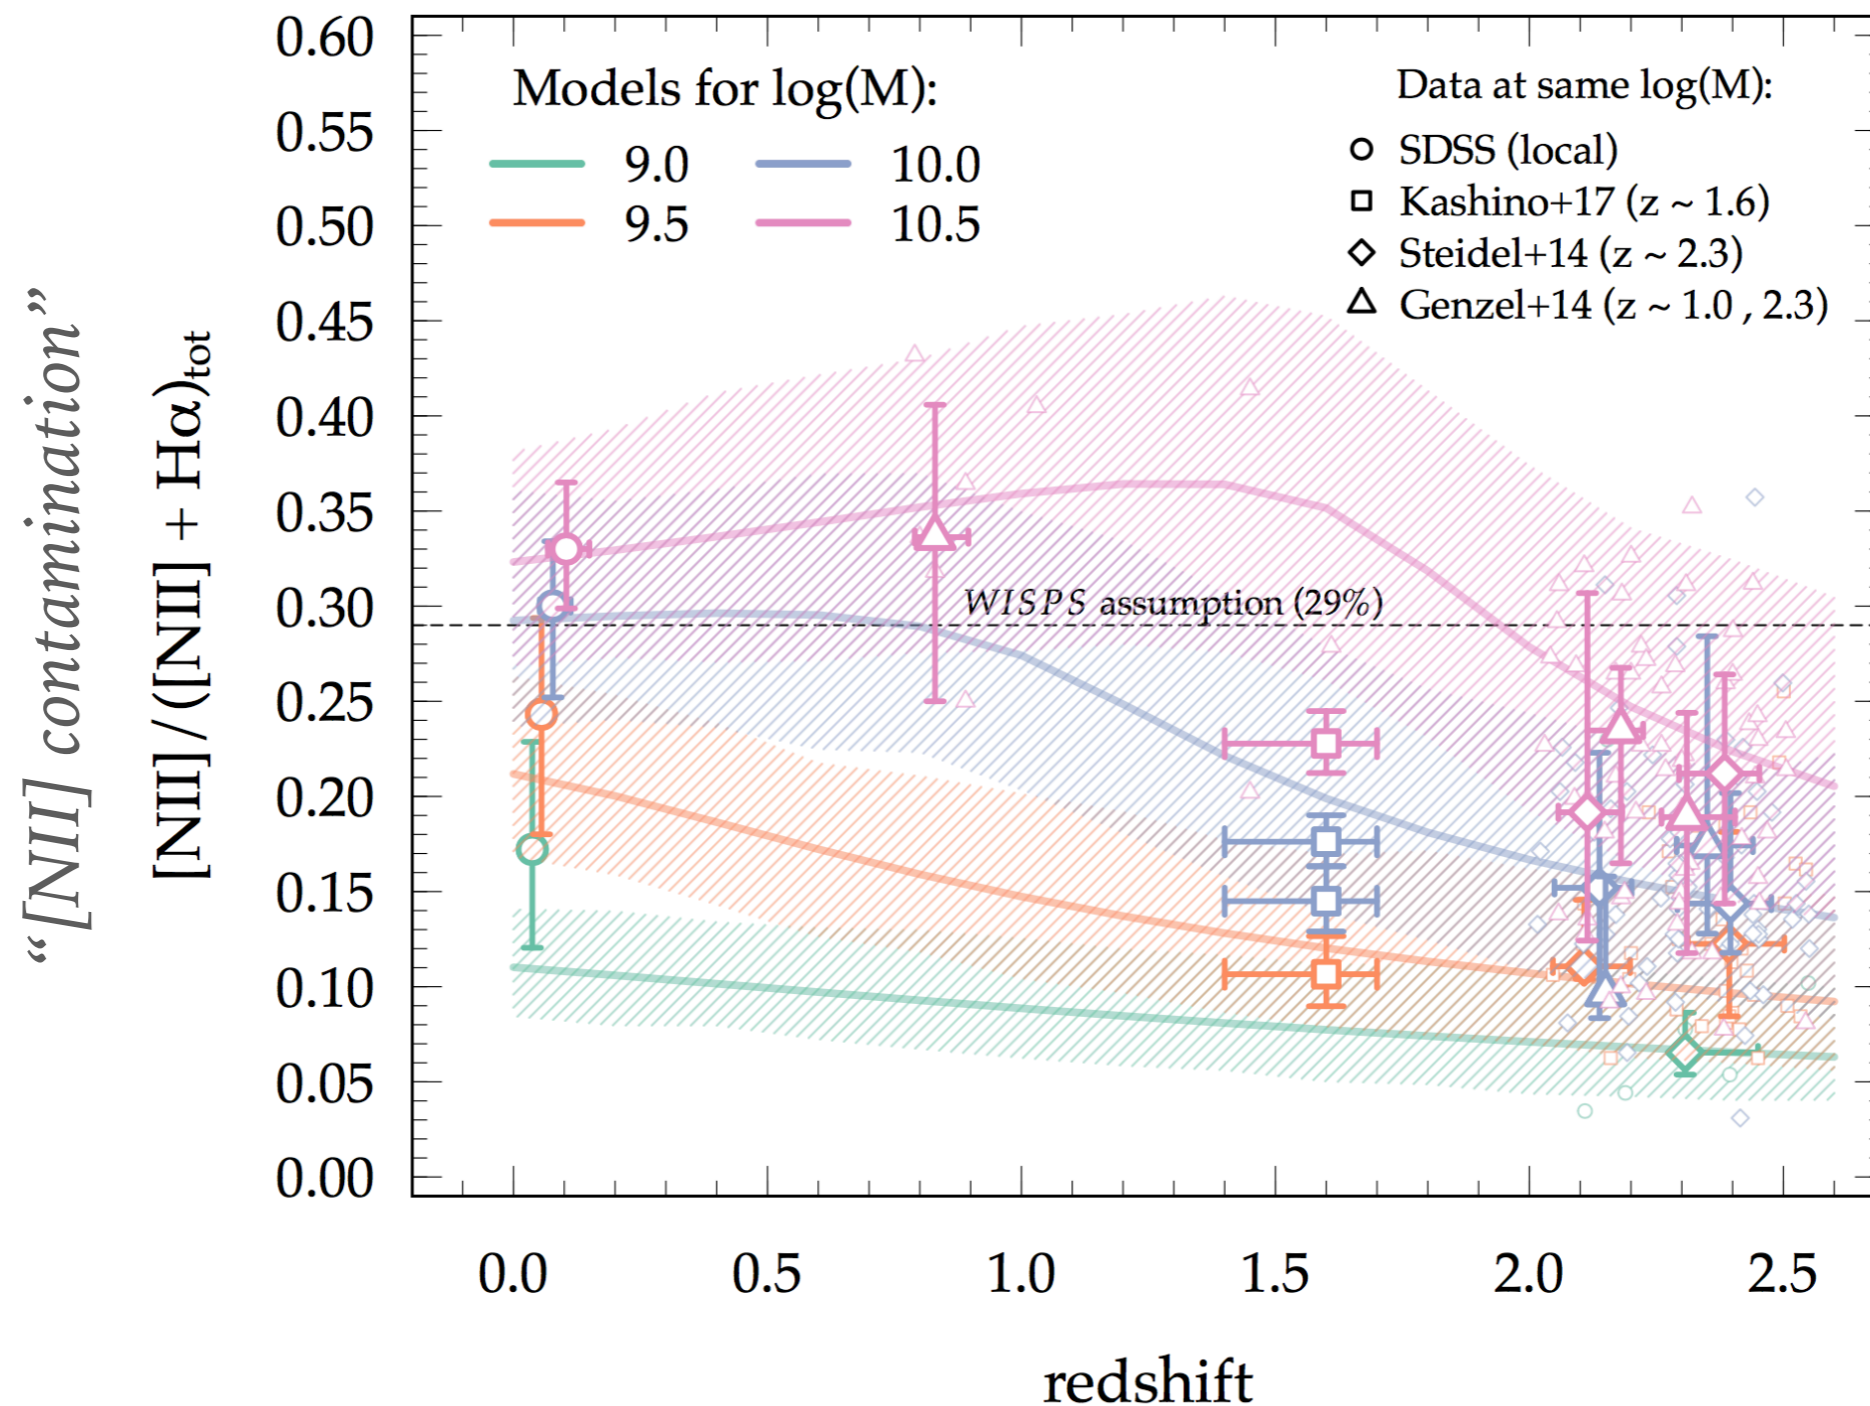 “[NII] contamination”
[NII] / ([NII] + Hα)tot
0.60
0.55
0.50
0.45
0.40
0.35
0.30
0.25
0.20
0.15
0.10
0.05
0.00
Models for log(M):
9.0 10.0
9.5 10.5
Data at same log(M):
SDSS (local)
Kashino+17 (z ~ 1.6)
Steidel+14 (z ~ 2.3)
Genzel+14 (z ~ 1.0 , 2.3)
WISPS assumption (29%)
0.0 0.5 1.0 1.5 2.0 2.5
redshift